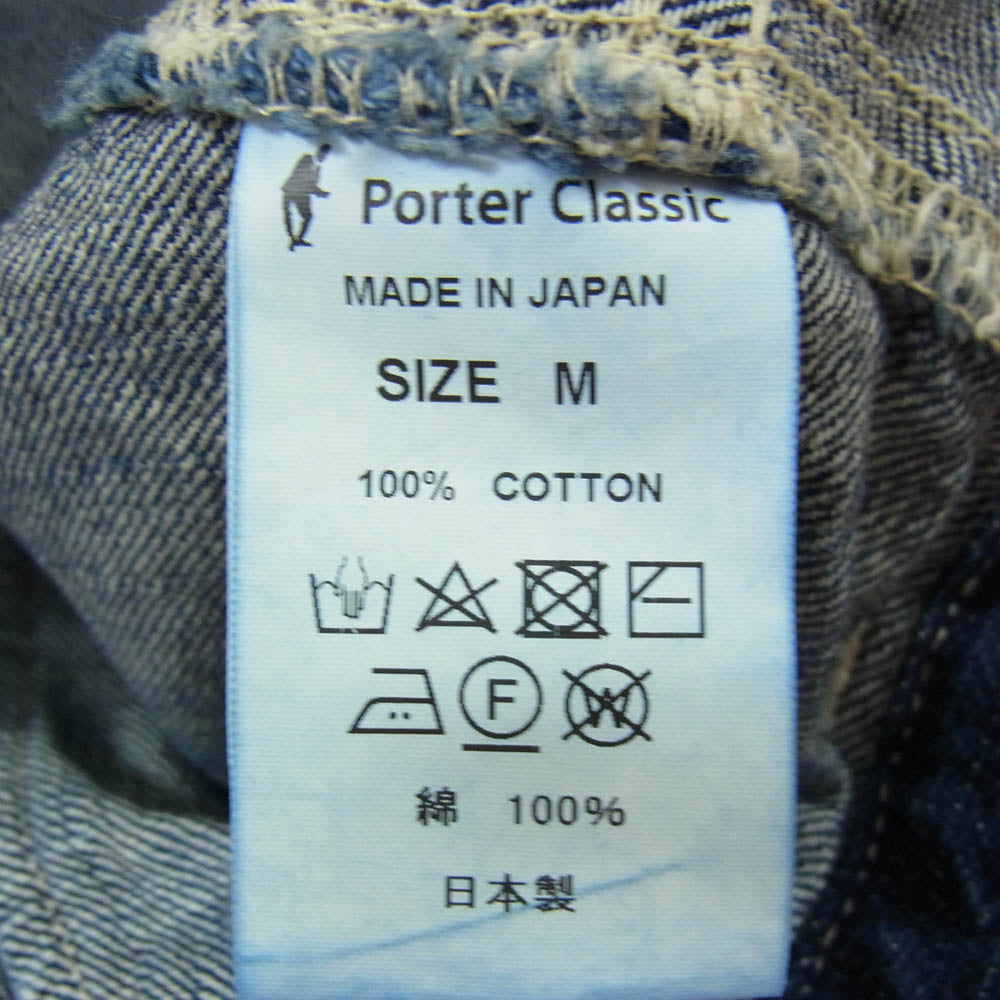 Porter Classic
MADE IN JAPAN
SIZE M
100% COTTON
F W
綿 100%
日本製